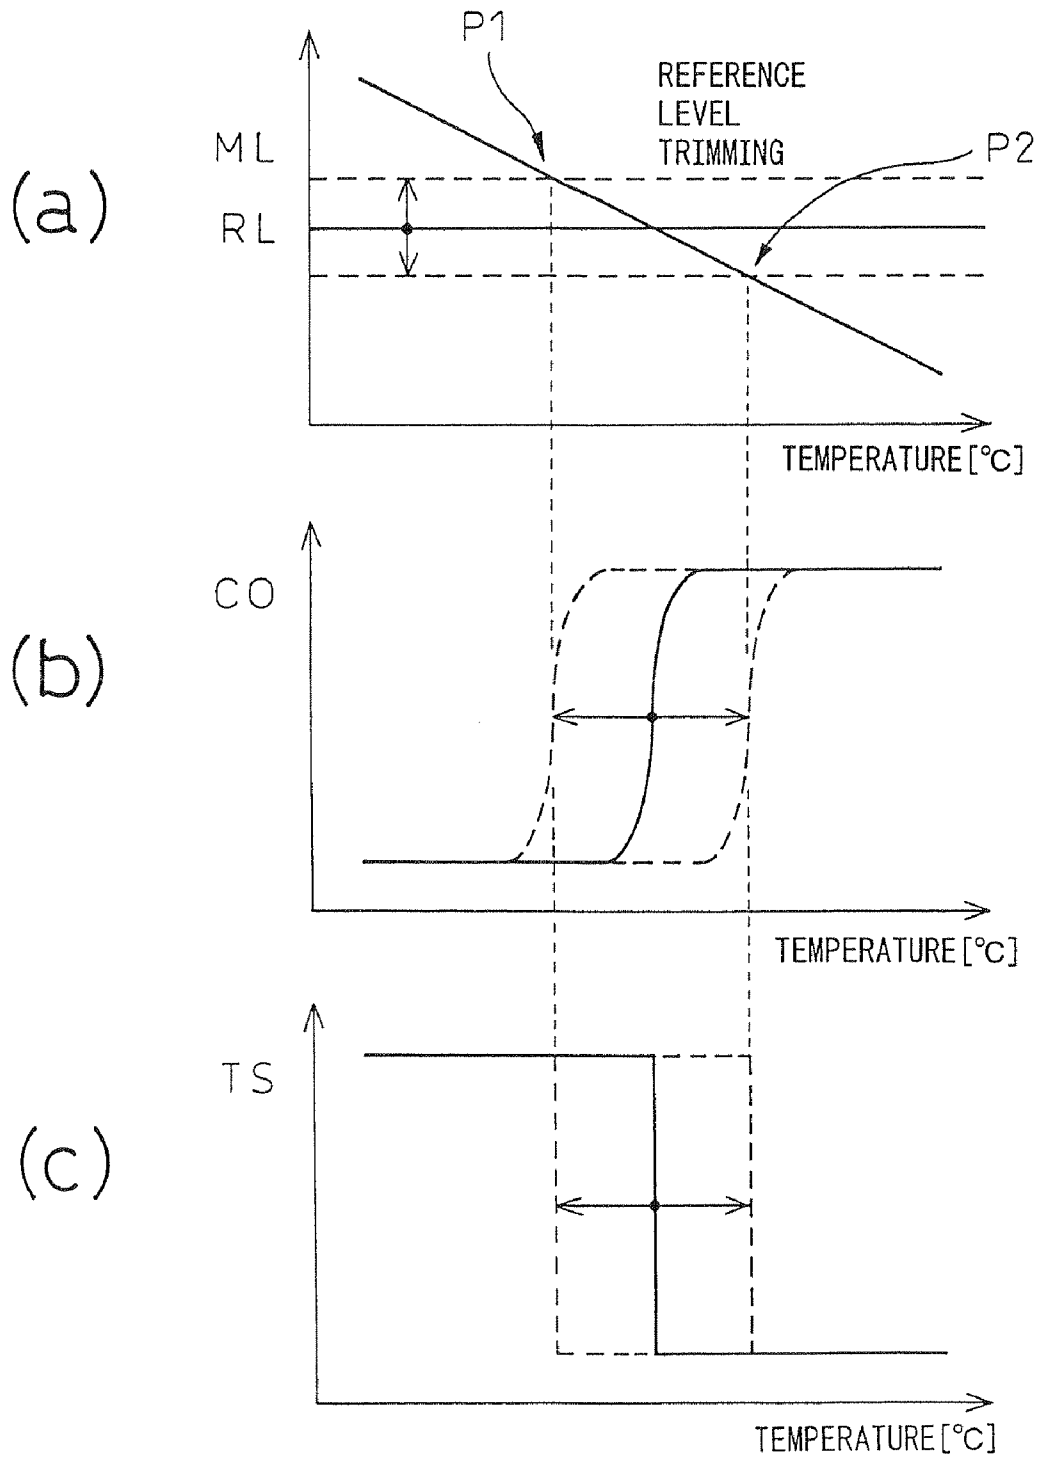 P1
REFERENCE
LEVEL
TRIMMING
ML
P2
(a)
RL
TEMPERATURE[℃]
CO
(b)
TEMPERATURE[℃]
TS
(c)
TEMPERATURE[℃]